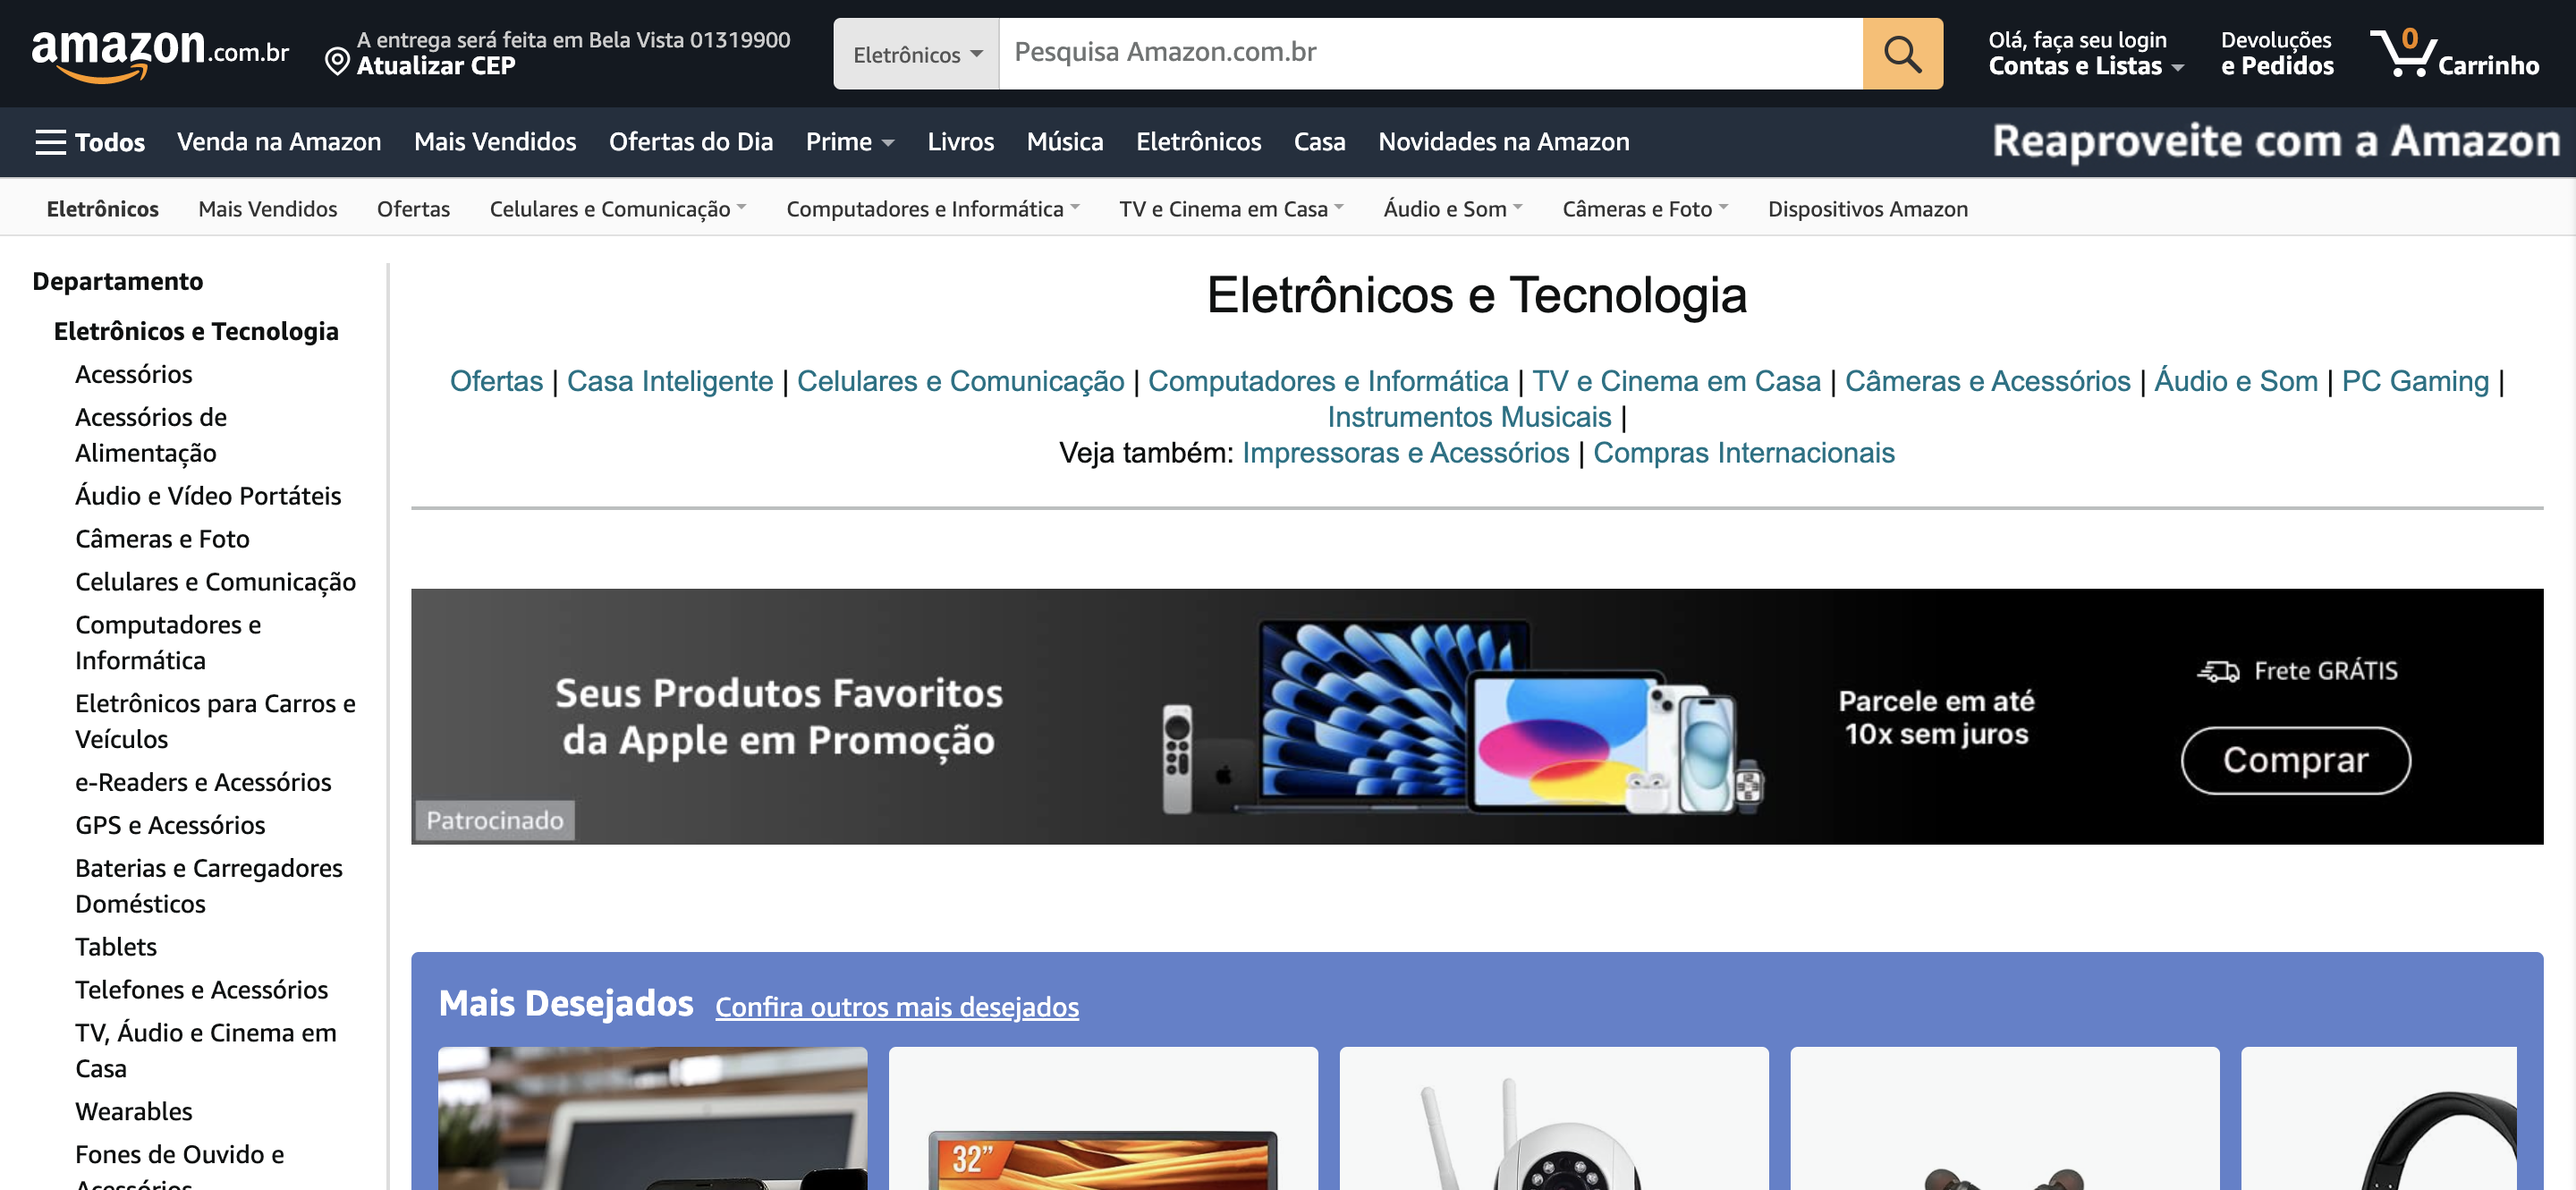 amazon.com.br
A entrega será feita em Bela Vista 01319900
Atualizar CEP
Eletrônicos
Pesquisa Amazon.com.br
Olá, faça seu login
Contas e Listas
Devoluções
e Pedidos
0
Carrinho
Todos
Venda na Amazon
Mais Vendidos
Ofertas do Dia
Prime
Livros
Música
Eletrônicos
Casa
Novidades na Amazon
Reaproveite com a Amazon
Eletrônicos
Mais Vendidos
Ofertas
Celulares e Comunicação
Computadores e Informática
TV e Cinema em Casa
Áudio e Som
Câmeras e Foto
Dispositivos Amazon
Departamento
Eletrônicos e Tecnologia
Acessórios
Acessórios de
Alimentação
Áudio e Vídeo Portáteis
Câmeras e Foto
Celulares e Comunicação
Computadores e
Informática
Eletrônicos para Carros e
Veículos
e-Readers e Acessórios
GPS e Acessórios
Baterias e Carregadores
Domésticos
Tablets
Telefones e Acessórios
TV, Áudio e Cinema em
Casa
Wearables
Fones de Ouvido e
Acessórios
Eletrônicos e Tecnologia
Ofertas | Casa Inteligente | Celulares e Comunicação | Computadores e Informática | TV e Cinema em Casa | Câmeras e Acessórios | Áudio e Som | PC Gaming |
Instrumentos Musicais |
Veja também: Impressoras e Acessórios | Compras Internacionais
Seus Produtos Favoritos
da Apple em Promoção
Patrocinado
Parcele em até
10x sem juros
Frete GRÁTIS
Comprar
Mais Desejados
Confira outros mais desejados
32”